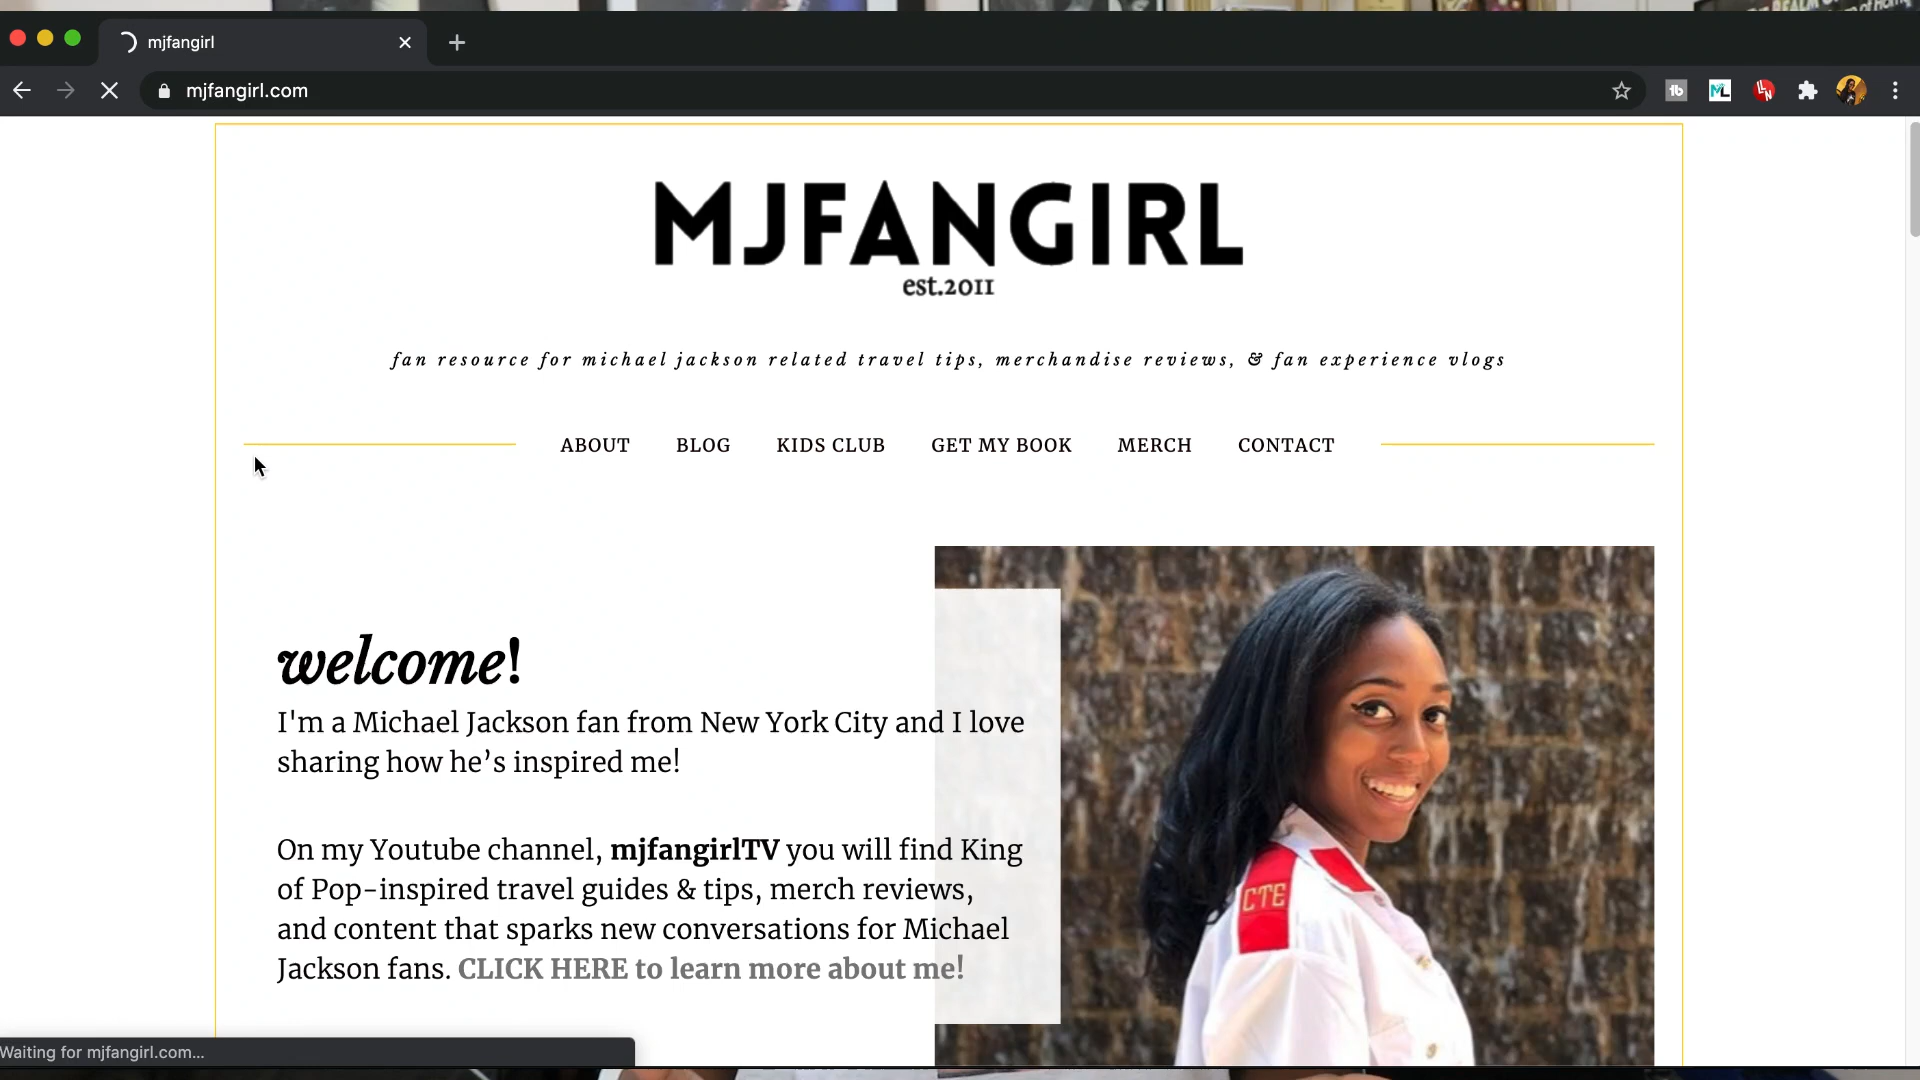 mjfangirl
mjfangirl.com
MJFANGIRL
est.2011
fan resource for michael jackson related travel tips, merchandise reviews, & fan experience vlogs
ABOUT BLOG KIDS CLUB GET MY BOOK MERCH CONTACT
welcome!
I'm a Michael Jackson fan from New York City and I love
sharing how he’s inspired me!
On my Youtube channel, mjfangirlTV you will find King
of Pop-inspired travel guides & tips, merch reviews,
and content that sparks new conversations for Michael
Jackson fans. CLICK HERE to learn more about me!
CTE
Waiting for mjfangirl.com...